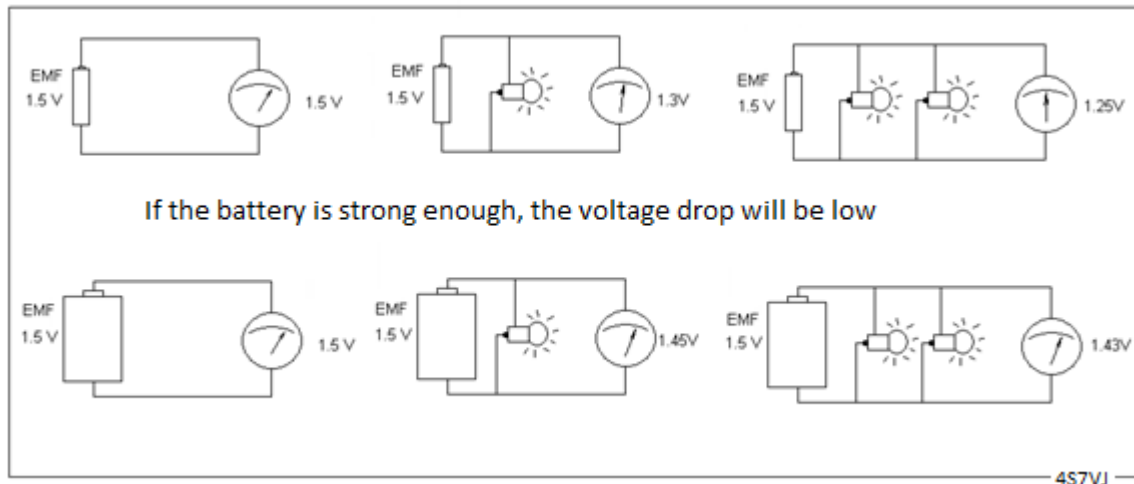 EMF
1.5 V
1.5 V
EMF
1.5 V
1.3V
EMF
1.5 V
1.25V
If the battery is strong enough, the voltage drop will be low
EMF
1.5 V
1.5 V
EMF
1.5 V
1.45V
EMF
1.5 V
1.43V
4S7VJ